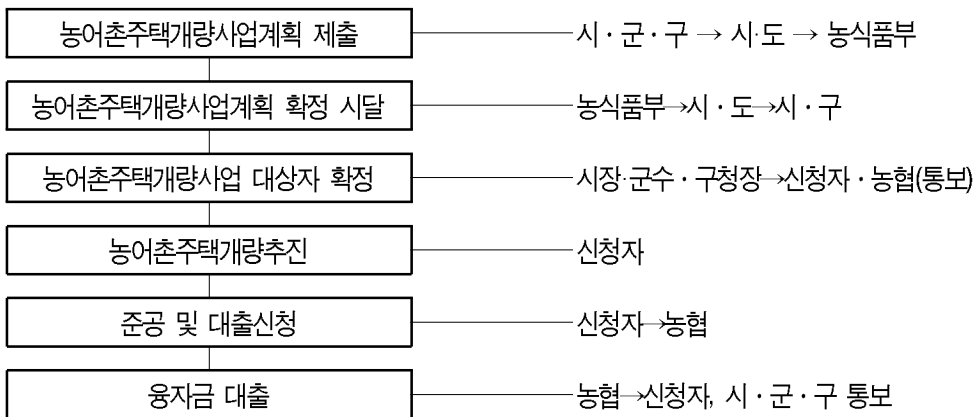 농어촌주택개량사업계획 제출 시·군·구 → 시·도 → 농식품부
농어촌주택개량사업계획 확정 시달 농식품부→시·도→시·구
농어촌주택개량사업 대상자 확정 시장·군수·구청장→신청자·농협(통보)
농어촌주택개량추진 신청자
준공 및 대출신청 신청자→농협
융자금 대출 농협→신청자, 시·군·구 통보